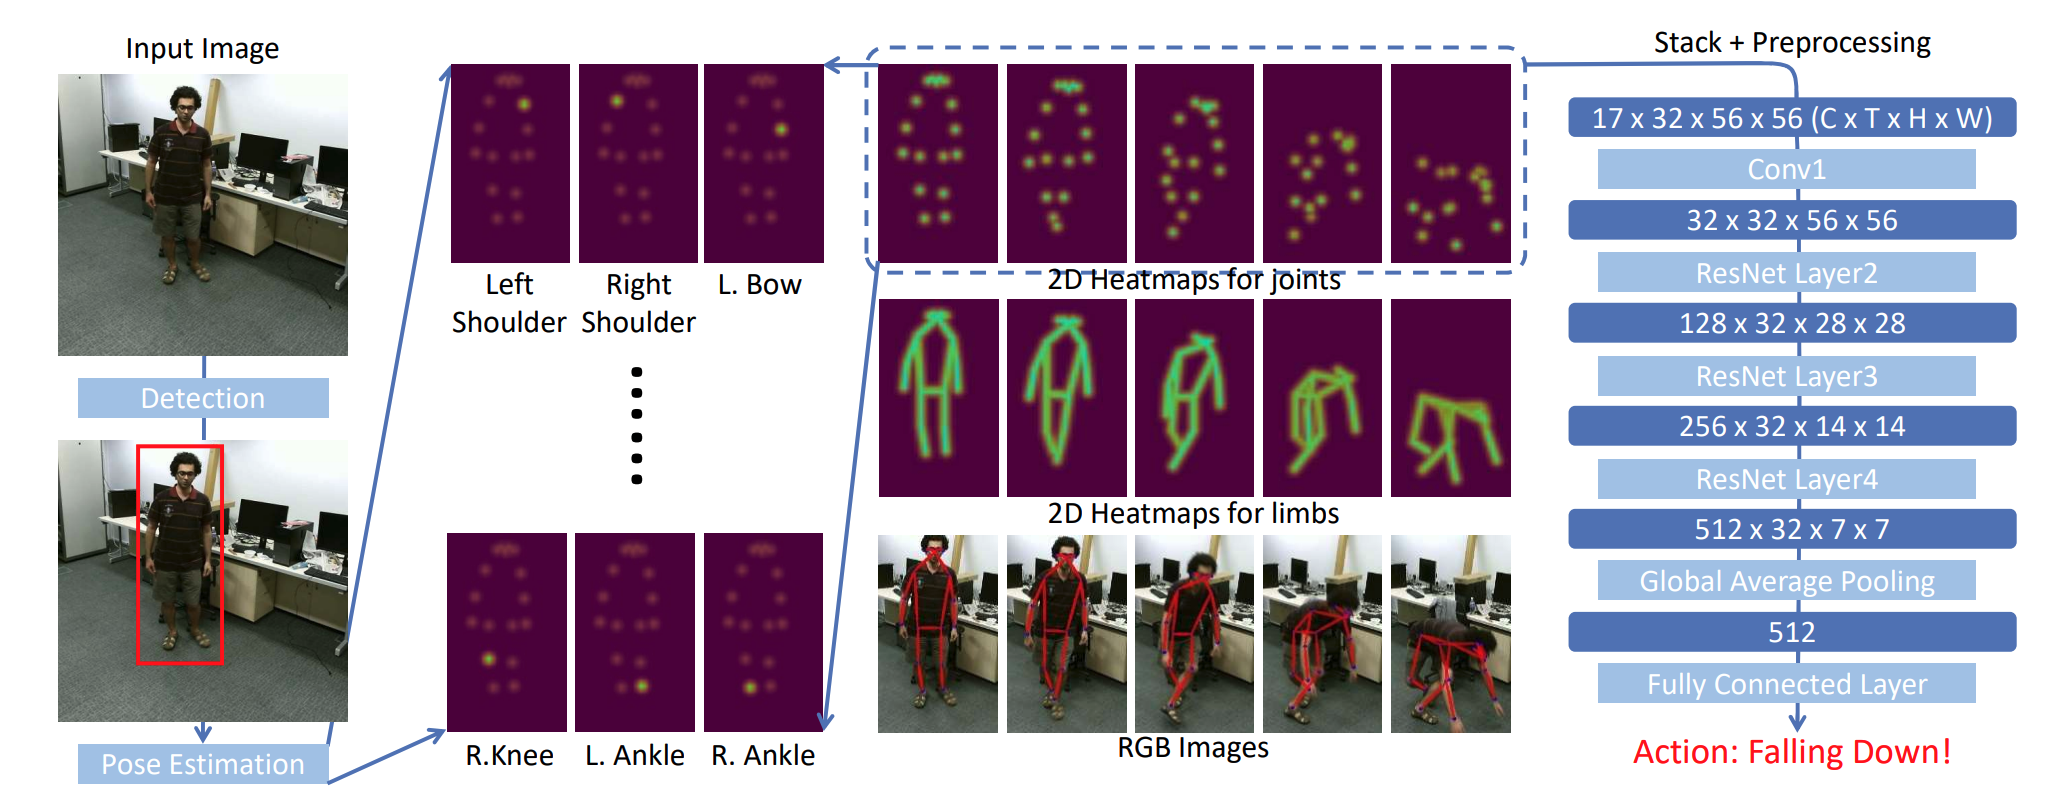 Input Image
Detection
Pose Estimation
Left
Shoulder
Right
Shoulder
L. Bow
R.Knee
L. Ankle
R. Ankle
2D Heatmaps for joints
2D Heatmaps for limbs
RGB Images
Stack + Preprocessing
17 x 32 x 56 x 56 (C x T x H x W)
Conv1
32 x 32 x 56 x 56
ResNet Layer2
128 x 32 x 28 x 28
ResNet Layer3
256 x 32 x 14 x 14
ResNet Layer4
512 x 32 x 7 x 7
Global Average Pooling
512
Fully Connected Layer
Action: Falling Down!